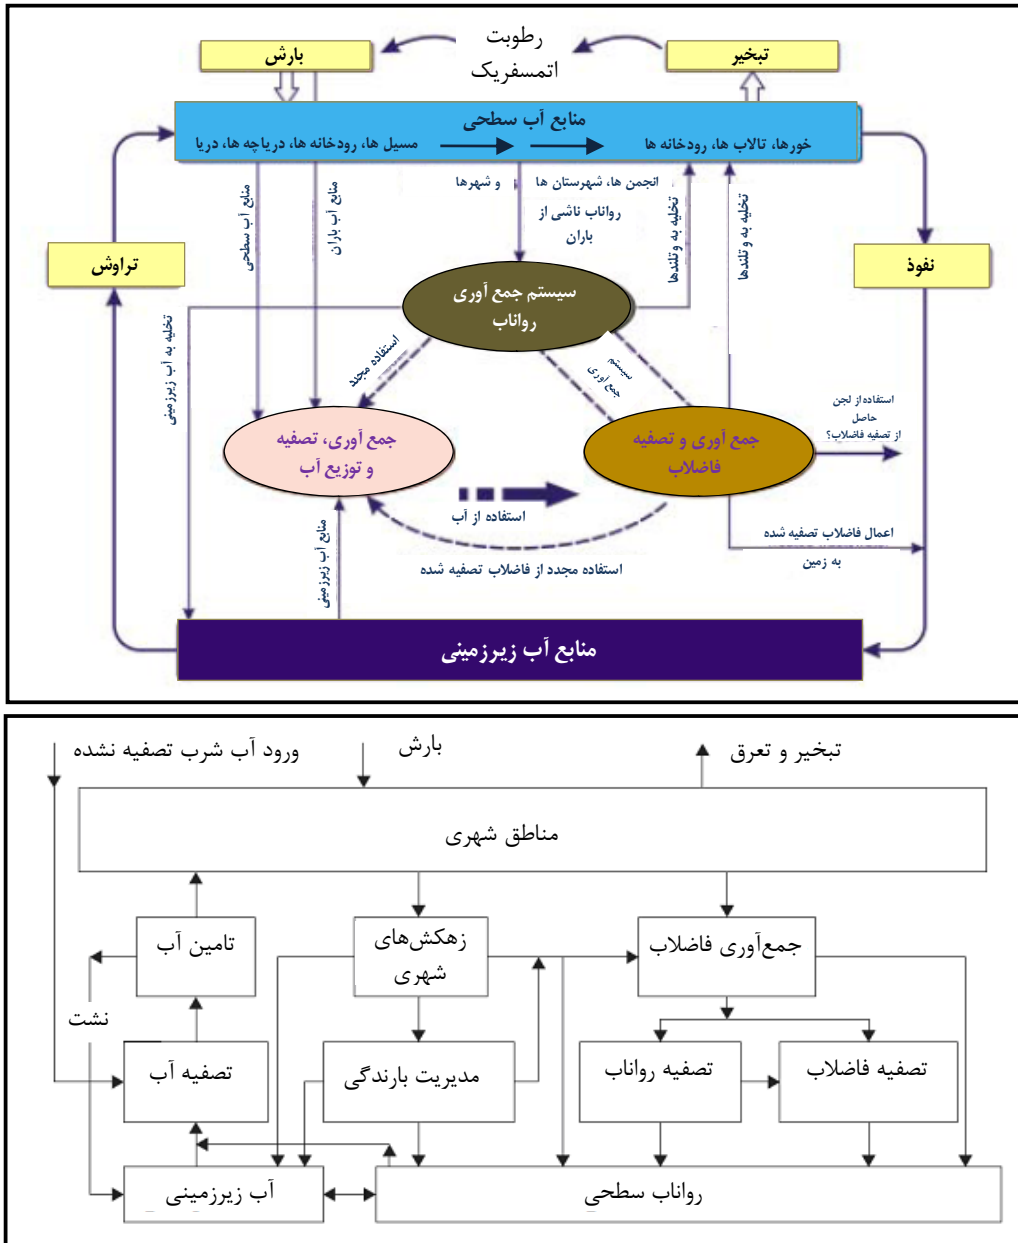 رطوبت
اتمسفریک
بارش
تبخیر
منابع آب سطحی
خورها، تالاب ها، رودخانه ها
مسیل ها، رودخانه ها، دریاچه ها، دریا
انجمن ها، شهرستان ها
و شهرها
رواناب ناشی از
باران
منابع آب سطحی
منابع آب باران
تخلیه به و تلندها
تخلیه به و تلندها
تراوش
نفوذ
سیستم جمع آوری
رواناب
تخلیه به آب زیرزمینی
استفاده مجدد
سیستم
جمع آوری
جمع آوری، تصفیه
و توزیع آب
جمع آوری و تصفیه
فاضلاب
استفاده از لجن
حاصل
از تصفیه فاضلاب؟
استفاده از آب
اعمال فاضلاب تصفیه شده
به زمین
استفاده مجدد از فاضلاب تصفیه شده
منابع آب زیرزمینی
منابع آب زیرزمینی
تبخیر و تعرق
بارش
ورود آب شرب تصفیه نشده
مناطق شهری
جمع‌آوری فاضلاب
زهکش‌های
شهری
تامین آب
نشت
تصفیه فاضلاب
تصفیه رواناب
مدیریت بارندگی
تصفیه آب
رواناب سطحی
آب زیرزمینی